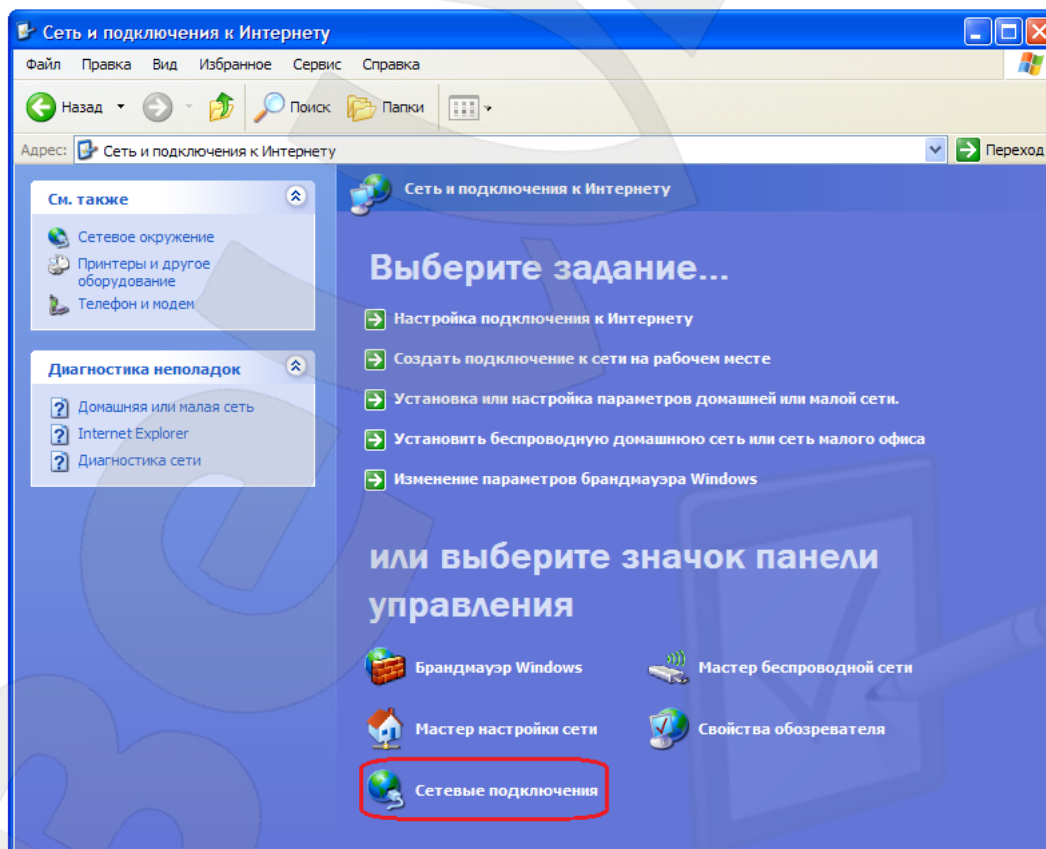 Сеть и подключения к Интернету
Файл Правка Вид Избранное Сервис Справка
Назад Поиск Папки
Адрес: Сеть и подключения к Интернету Переход
См. также
Сетевое окружение
Принтеры и другое
оборудование
Телефон и модем
Диагностика неполадок
Домашняя или малая сеть
Internet Explorer
Диагностика сети
Сеть и подключения к Интернету
Выберите задание...
Настройка подключения к Интернету
Создать подключение к сети на рабочем месте
Установка или настройка параметров домашней или малой сети.
Установить беспроводную домашнюю сеть или сеть малого офиса
Изменение параметров брандмауэра Windows
или выберите значок панели
управления
Брандмауэр Windows
Мастер беспроводной сети
Мастер настройки сети
Свойства обозревателя
Сетевые подключения